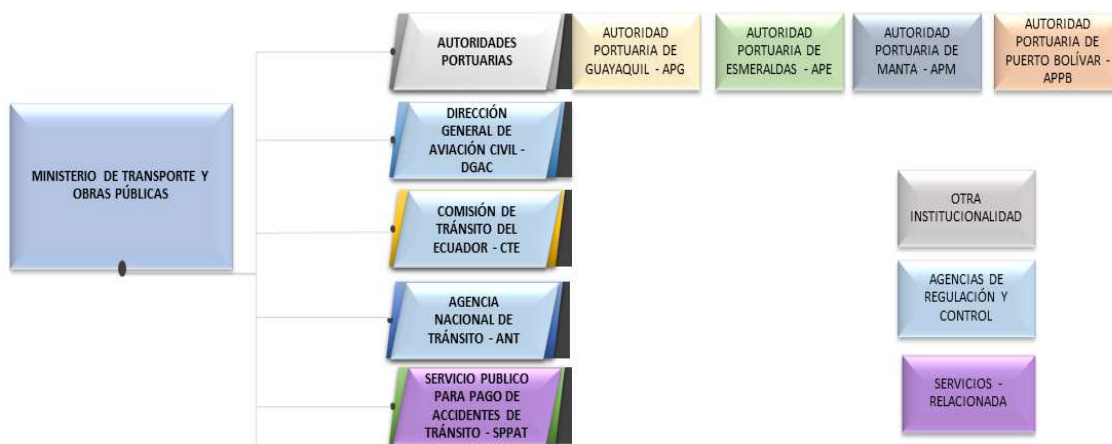 AUTORIDADES
PORTUARIAS
AUTORIDAD
PORTUARIA DE
GUAYAQUIL - APG
AUTORIDAD
PORTUARIA DE
ESMERALDAS - APE
AUTORIDAD
PORTUARIA DE
MANTA - APM
AUTORIDAD
PORTUARIA DE
PUERTO BOLÍVAR -
APPB
MINISTERIO DE TRANSPORTE Y
OBRAS PÚBLICAS
DIRECCIÓN
GENERAL DE
AVIACIÓN CIVIL -
DGAC
COMISIÓN DE
TRÁNSITO DEL
ECUADOR - CTE
AGENCIA
NACIONAL DE
TRÁNSITO - ANT
SERVICIO PUBLICO
PARA PAGO DE
ACCIDENTES DE
TRÁNSITO - SPPAT
OTRA
INSTITUCIONALIDAD
AGENCIAS DE
REGULACIÓN Y
CONTROL
SERVICIOS -
RELACIONADA